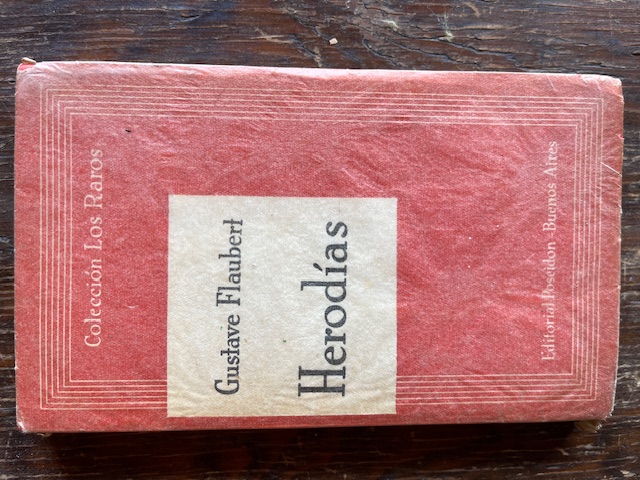 Colección Los Raros
Gustave Flaubert
Herodías
Editorial Poseidon - Buenos Aires